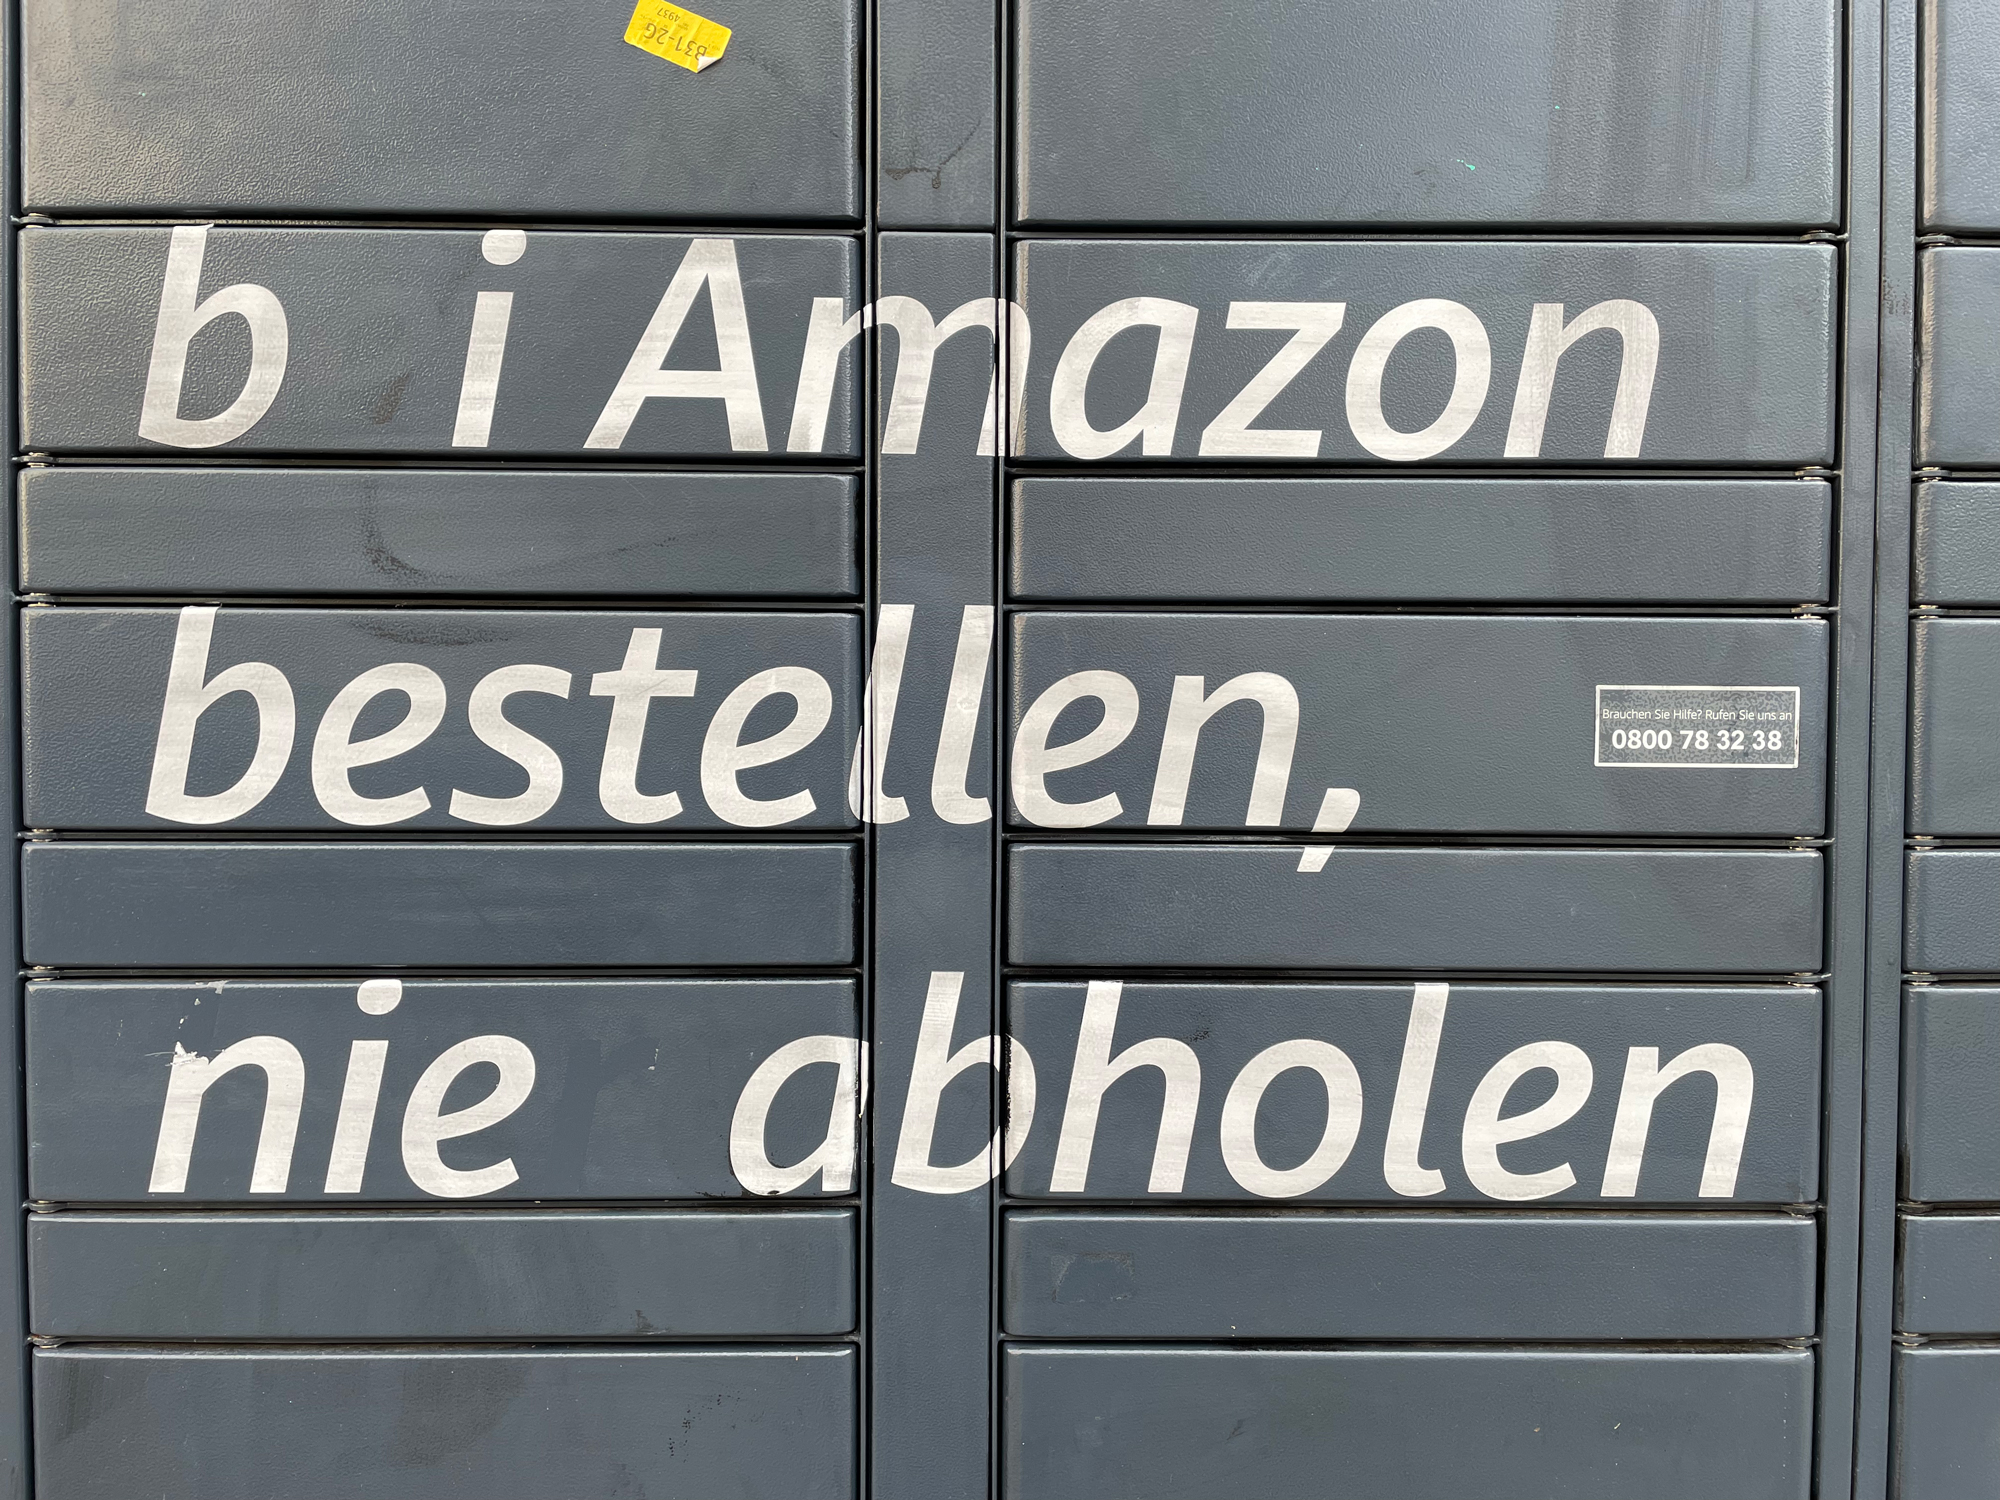 B31-2G
4937
b i Amazon
bestellen,
Brauchen Sie Hilfe? Rufen Sie uns an
0800 78 32 38
nie abholen